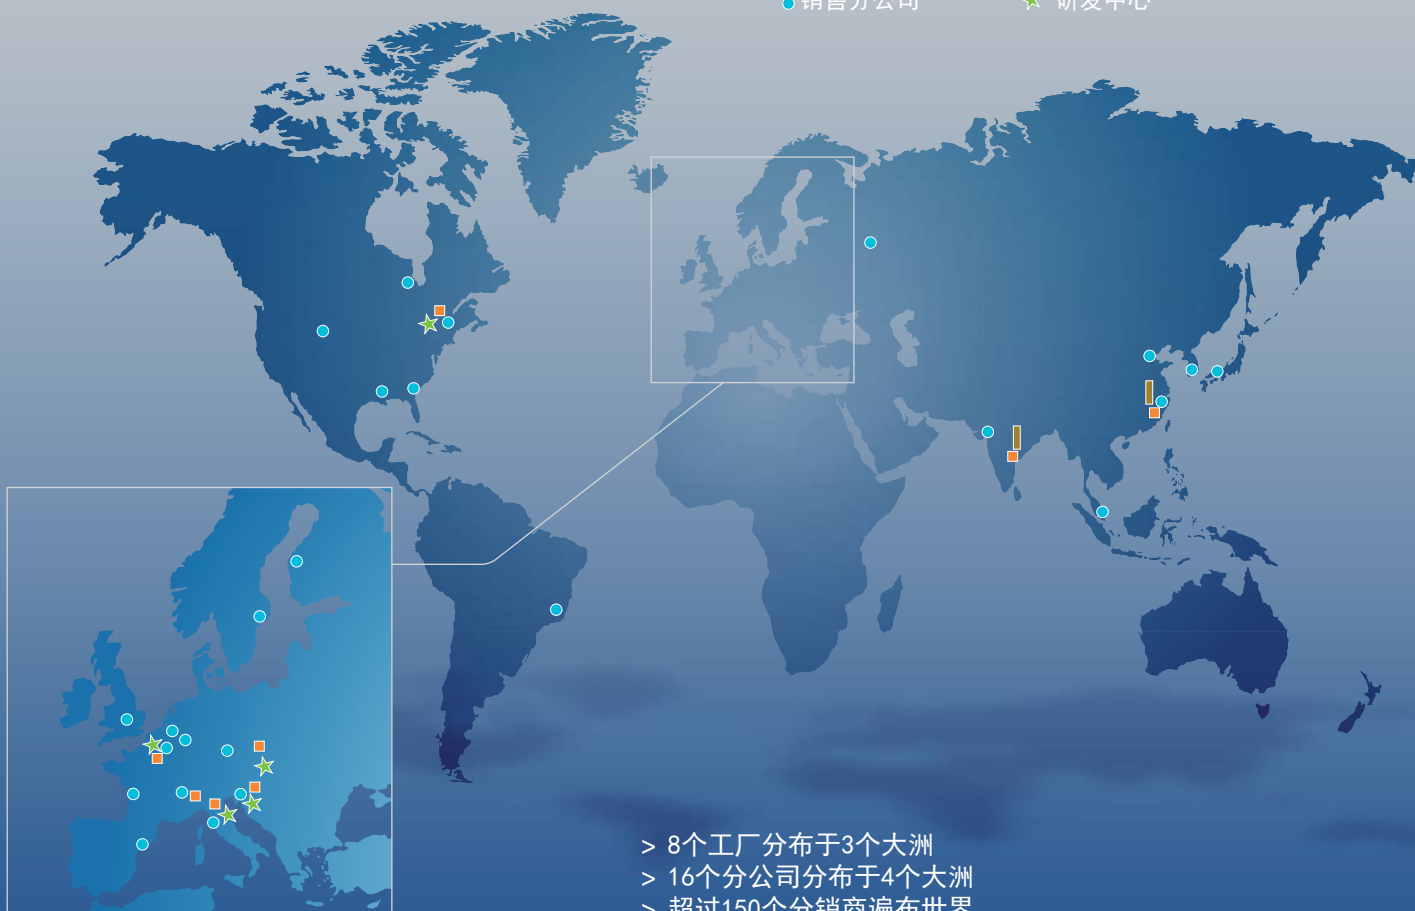 销售分公司 研发中心
> 8个工厂分布于3个大洲
> 16个分公司分布于4个大洲
> 超过150个分销商遍布世界